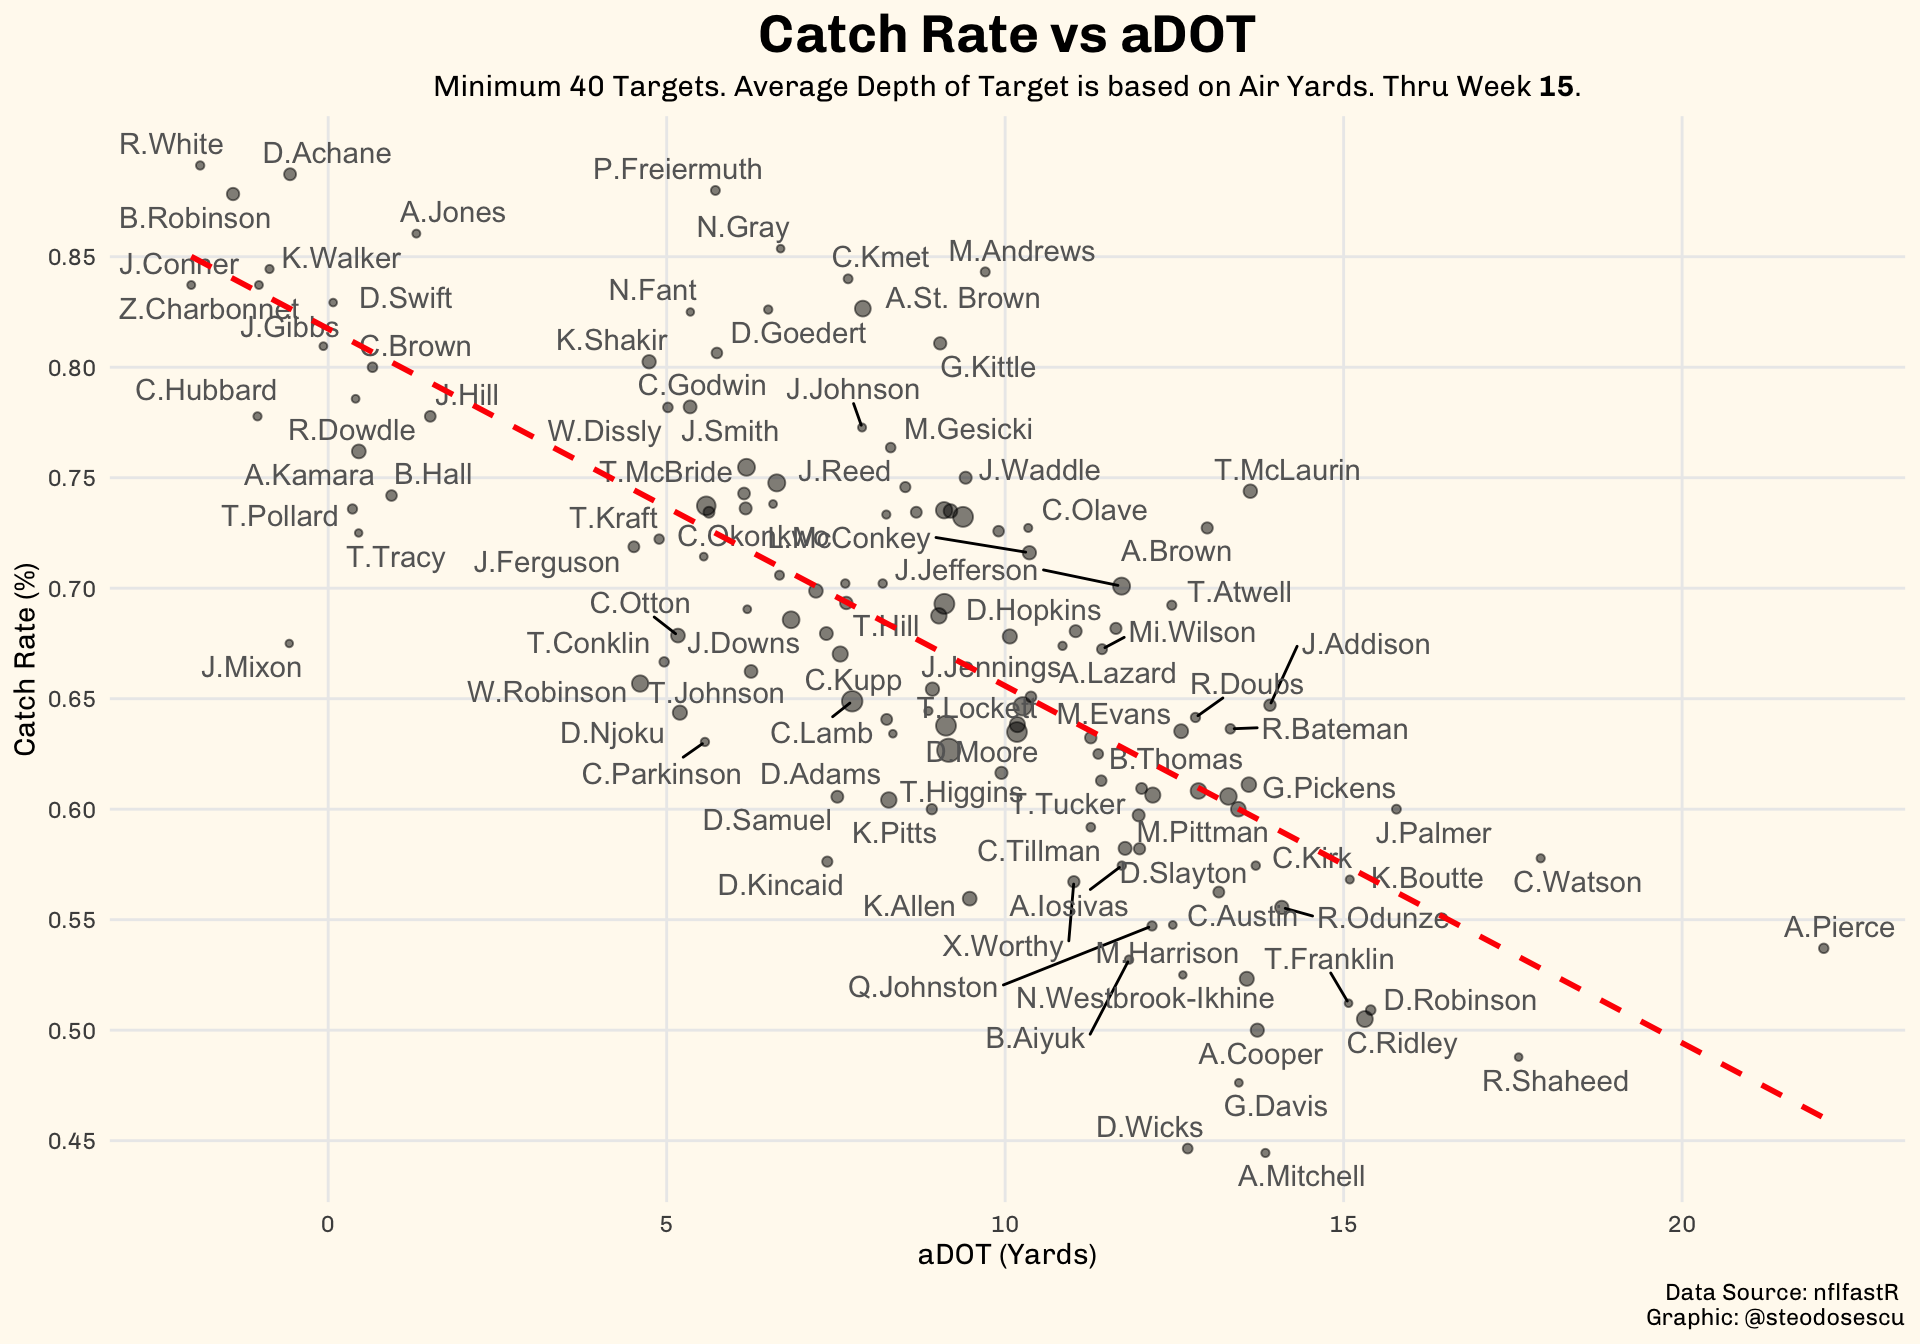 Catch Rate vs aDOT
Minimum 40 Targets. Average Depth of Target is based on Air Yards. Thru Week 15.
R.White
D.Achane
P.Freiermuth
B.Robinson
A.Jones
N.Gray
J.Conner
K.Walker
C.Kmet
M.Andrews
Z.Charbonnet
D.Swift
N.Fant
A.St. Brown
J.Gibbs
D.Goedert
C.Brown
K.Shakir
G.Kittle
C.Hubbard
J.Hill
C.Godwin
J.Johnson
R.Dowdle
W.Dissly
J.Smith
M.Gesicki
A.Kamara
B.Hall
T.McBride
J.Reed
J.Waddle
T.McLaurin
T.Pollard
T.Kraft
C.Olave
T.Tracy
J.Ferguson
C.Okonkwo
L.McConkey
A.Brown
J.Jefferson
T.Atwell
C.Otton
D.Hopkins
T.Hill
Mi.Wilson
J.Addison
T.Conklin
J.Downs
J.Mixon
J.Jennings
A.Lazard
C.Kupp
R.Doubs
W.Robinson
T.Johnson
T.Lockett
M.Evans
R.Bateman
D.Njoku
C.Lamb
D.Moore
B.Thomas
C.Parkinson
D.Adams
T.Higgins
G.Pickens
T.Tucker
D.Samuel
K.Pitts
M.Pittman
J.Palmer
C.Tillman
C.Kirk
D.Slayton
K.Boutte
C.Watson
D.Kincaid
K.Allen
A.Iosivas
C.Austin
R.Odunze
A.Pierce
X.Worthy
M.Harrison
T.Franklin
Q.Johnston
N.Westbrook-Ikhine
D.Robinson
B.Aiyuk
A.Cooper
C.Ridley
R.Shaheed
G.Davis
D.Wicks
A.Mitchell
Catch Rate (%)
0.85
0.80
0.75
0.70
0.65
0.60
0.55
0.50
0.45
0 5 10 15 20
aDOT (Yards)
Data Source: nflfastR
Graphic: @steodosescu